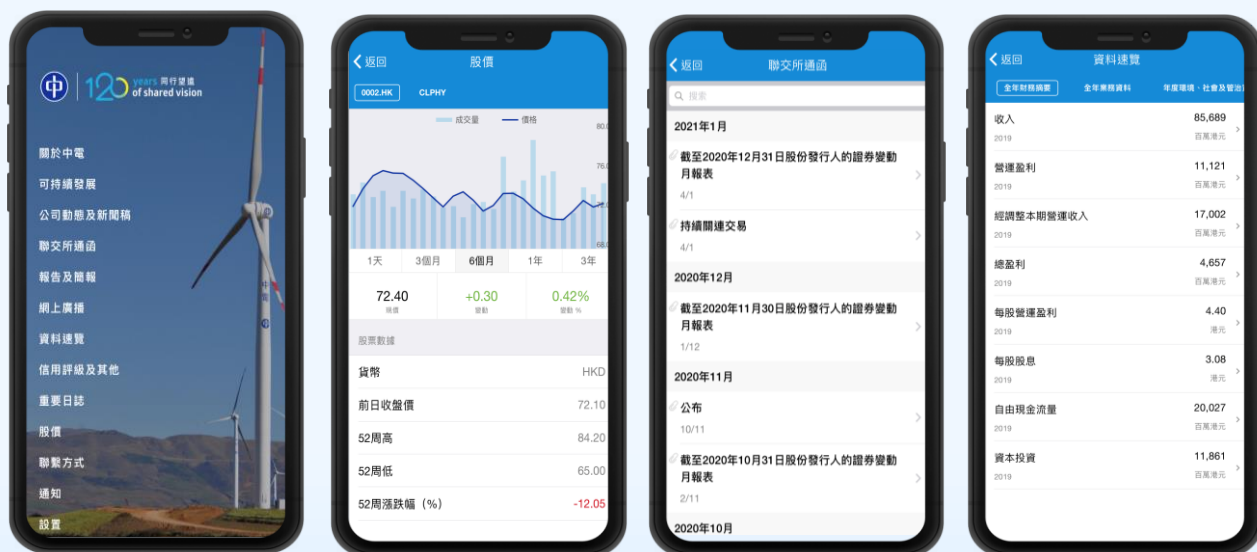 中
120 years 同行望遠
of shared vision
關於中電
可持續發展
公司動態及新聞稿
聯交所通函
報告及簡報
網上廣播
資料速覽
信用評級及其他
重要日誌
股價
聯繫方式
通知
設置
中電
返回
股價
0002.HK
CLPHY
成交量
價格
80.0
76.0
72.0
68.0
1天
3個月
6個月
1年
3年
72.40
+0.30
0.42%
現價
變動
變動 %
股票數據
貨幣
HKD
前日收盤價
72.10
52周高
84.20
52周低
65.00
52周漲跌幅（%）
-12.05
返回
聯交所通函
搜索
2021年1月
截至2020年12月31日股份發行人的證券變動
月報表
4/1
持續關連交易
4/1
2020年12月
截至2020年11月30日股份發行人的證券變動
月報表
1/12
2020年11月
公布
10/11
截至2020年10月31日股份發行人的證券變動
月報表
2/11
2020年10月
返回
資料速覽
全年財務摘要
全年業務資料
年度環境、社會及管治
收入
85,689
2019
百萬港元
營運盈利
11,121
2019
百萬港元
經調整本期營運收入
17,002
2019
百萬港元
總盈利
4,657
2019
百萬港元
每股營運盈利
4.40
2019
港元
每股股息
3.08
2019
港元
自由現金流量
20,027
2019
百萬港元
資本投資
11,861
2019
百萬港元